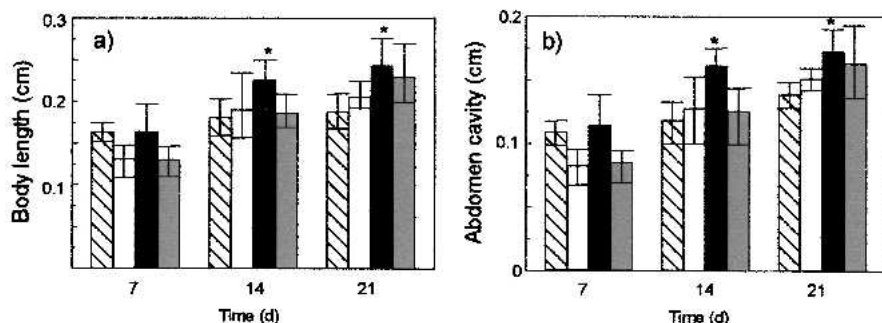 a)
Body length (cm)
0.3
0.2
0.1
*
*
7
14
21
Time (d)
b)
Abdomen cavity (cm)
0.2
0.1
0
*
*
7
14
21
Time (d)